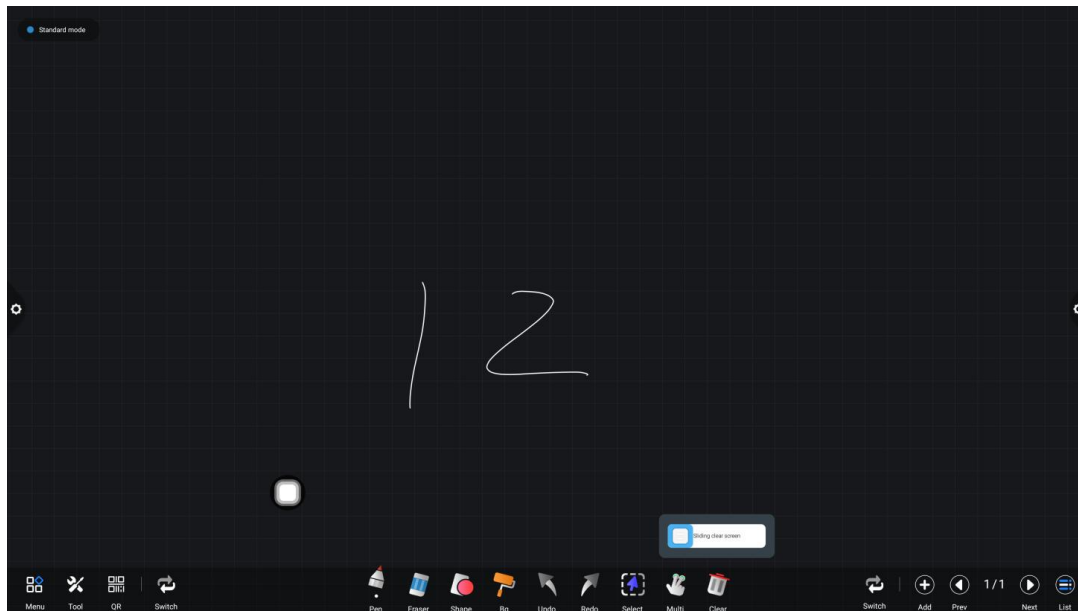 Standard mode
12
Sliding clear screen
Menu Tool QR Switch Pen Eraser Shape Bg Undo Redo Select Multi Clear Switch Add Prev 1/1 Next List